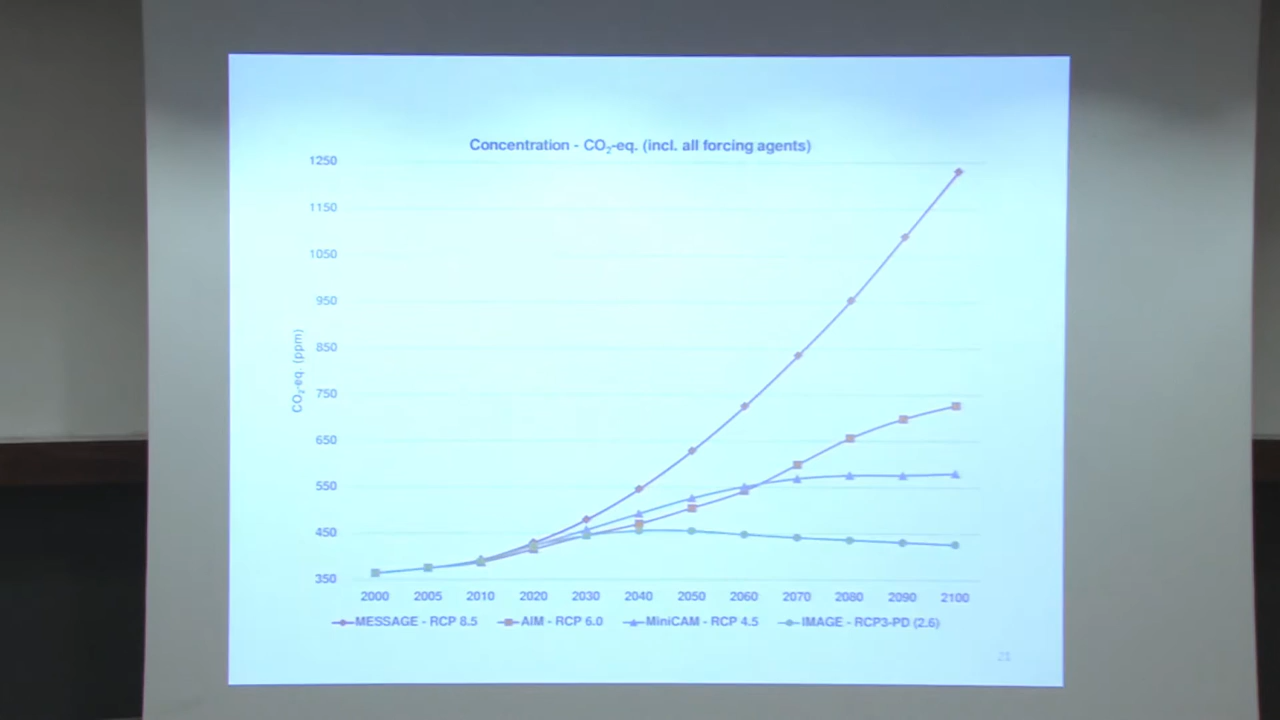 Concentration - CO₂-eq. (incl. all forcing agents)
CO₂-eq. (ppm)
1250
1150
1050
950
850
750
650
550
450
350
2000 2005 2010 2020 2030 2040 2050 2060 2070 2080 2090 2100
MESSAGE - RCP 8.5 AIM - RCP 6.0 MiniCAM - RCP 4.5 IMAGE - RCP3-PD (2.6)